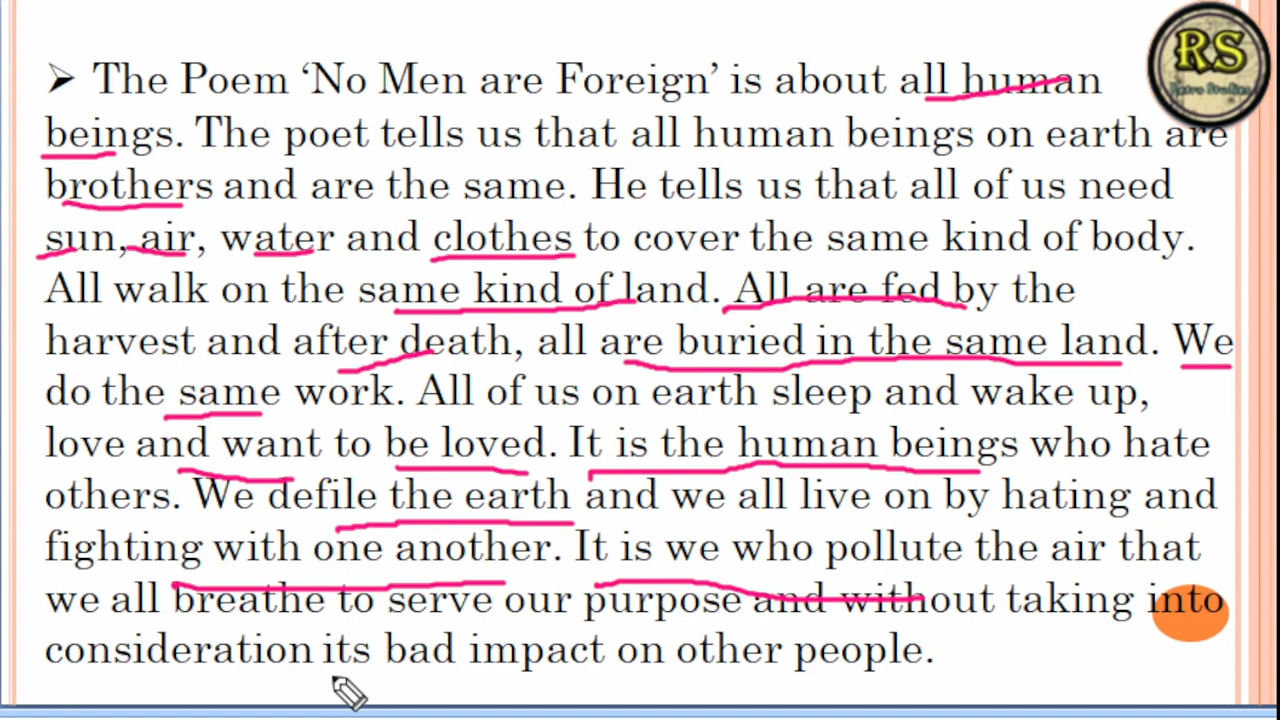 RS
Retro Studies
➢ The Poem ‘No Men are Foreign’ is about all human
beings. The poet tells us that all human beings on earth are
brothers and are the same. He tells us that all of us need
sun, air, water and clothes to cover the same kind of body.
All walk on the same kind of land. All are fed by the
harvest and after death, all are buried in the same land. We
do the same work. All of us on earth sleep and wake up,
love and want to be loved. It is the human beings who hate
others. We defile the earth and we all live on by hating and
fighting with one another. It is we who pollute the air that
we all breathe to serve our purpose and without taking into
consideration its bad impact on other people.